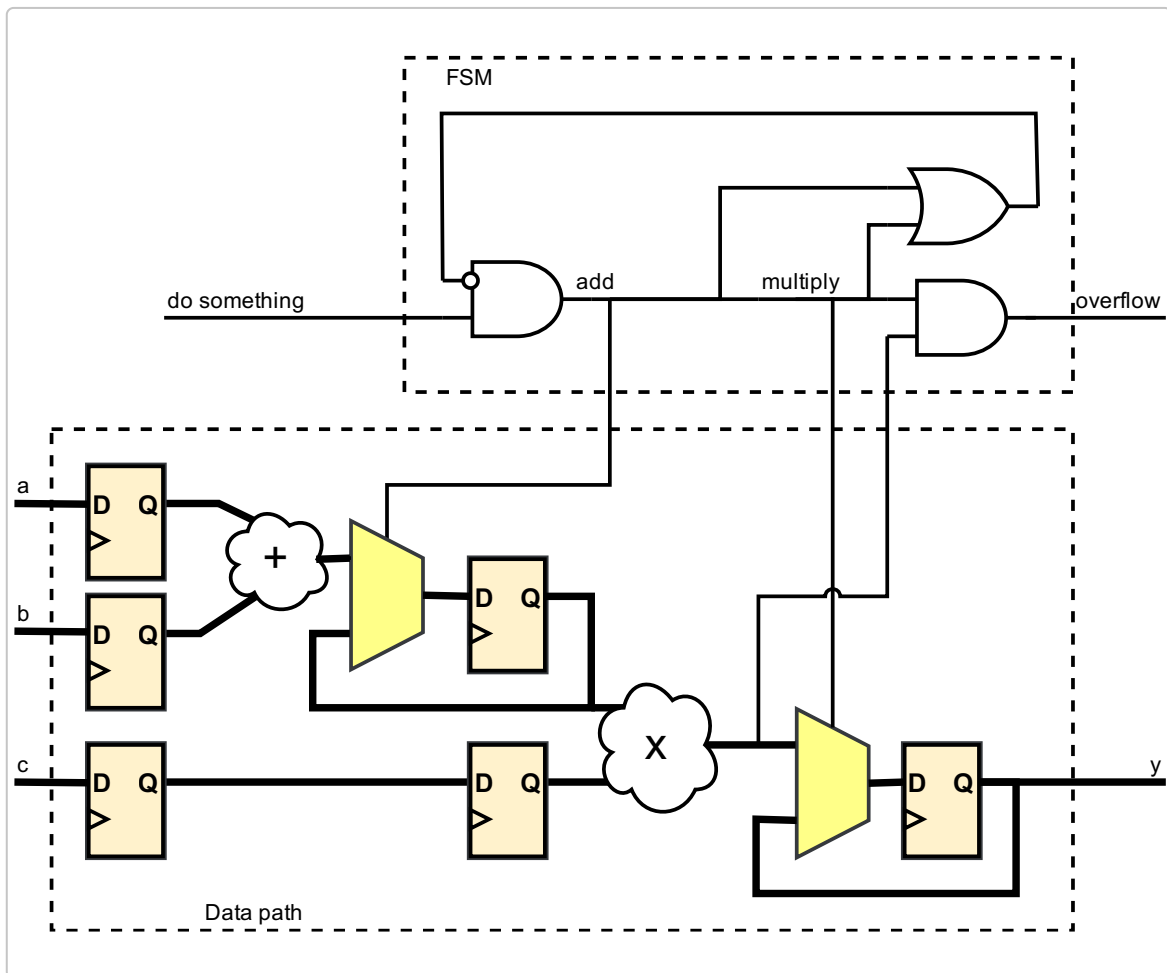 FSM
add
multiply
do something
overflow
a
D Q
+
b
D Q
D Q
x
c
D Q
D Q
D Q
y
Data path